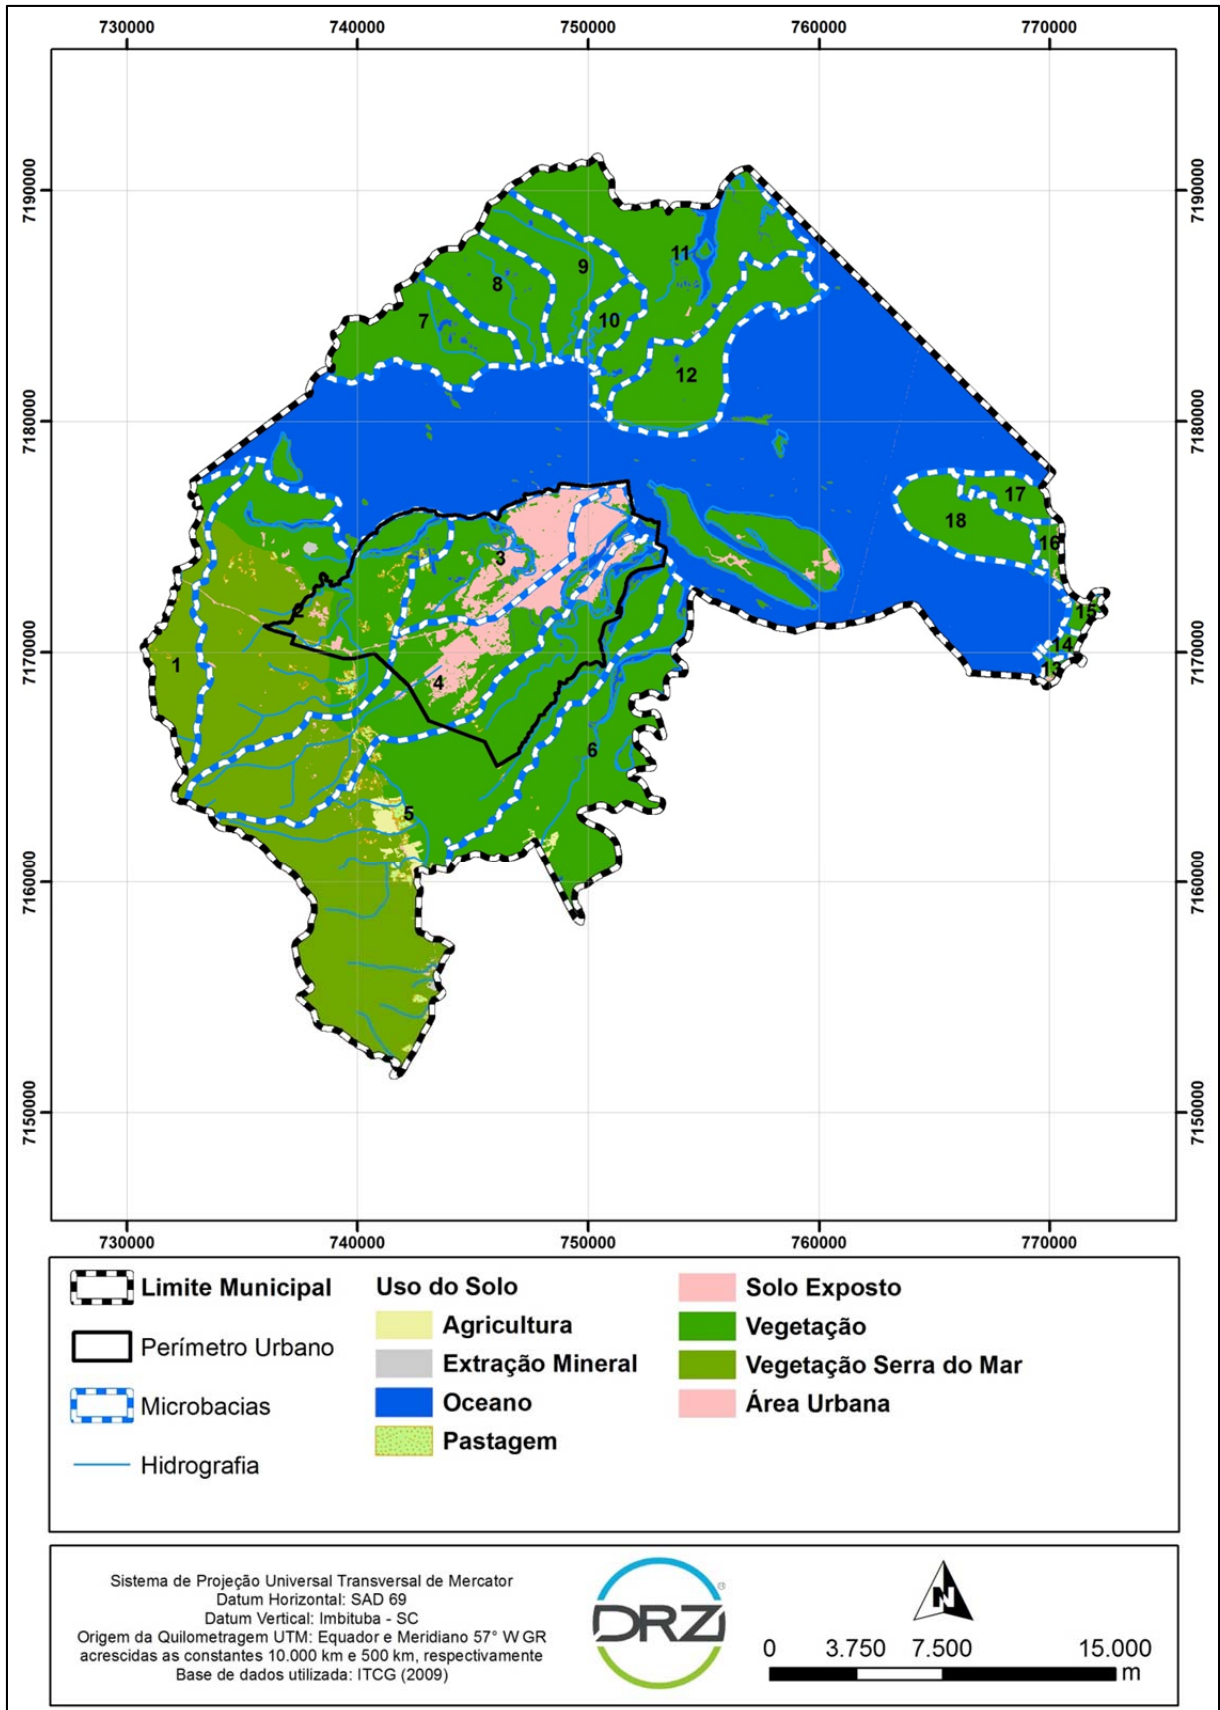 730000 740000 750000 760000 770000
7190000 7190000
7180000 7180000
7170000 7170000
7160000 7160000
7150000 7150000
11
9
8
10
7
12
17
18
3
16
2
15
1
14
13
4
6
5
730000 740000 750000 760000 770000
Limite Municipal
Perímetro Urbano
Microbacias
Hidrografia
Uso do Solo
Agricultura
Extração Mineral
Oceano
Pastagem
Solo Exposto
Vegetação
Vegetação Serra do Mar
Área Urbana
Sistema de Projeção Universal Transversal de Mercator
Datum Horizontal: SAD 69
Datum Vertical: Imbituba - SC
Origem da Quilometragem UTM: Equador e Meridiano 57° W GR
acrescidas as constantes 10.000 km e 500 km, respectivamente
Base de dados utilizada: ITCG (2009)
DRZ®
N
0 3.750 7.500 15.000
m